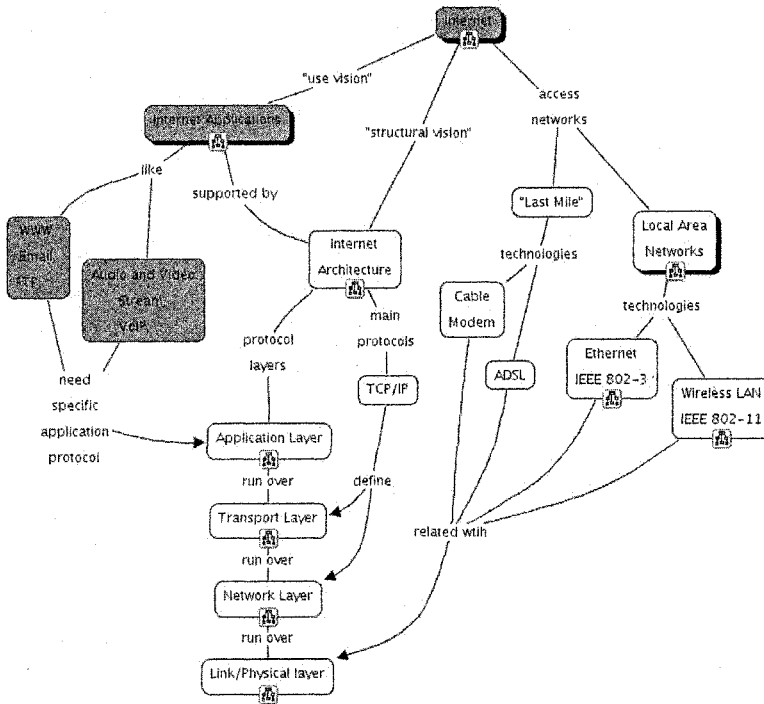 Internet
"use vision"
access
networks
Internet Applications
"structural vision"
like
supported by
"Last Mile"
WWW
Email
FTP
Audio and Video
Stream
VoIP
Internet
Architecture
Local Area
Networks
technologies
Cable
Modem
technologies
main
protocols
protocol
layers
Ethernet
IEEE 802-3
ADSL
TCP/IP
Wireless LAN
IEEE 802-11
need
specific
application
protocol
Application Layer
run over
define
Transport Layer
related wtih
run over
Network Layer
run over
Link/Physical layer